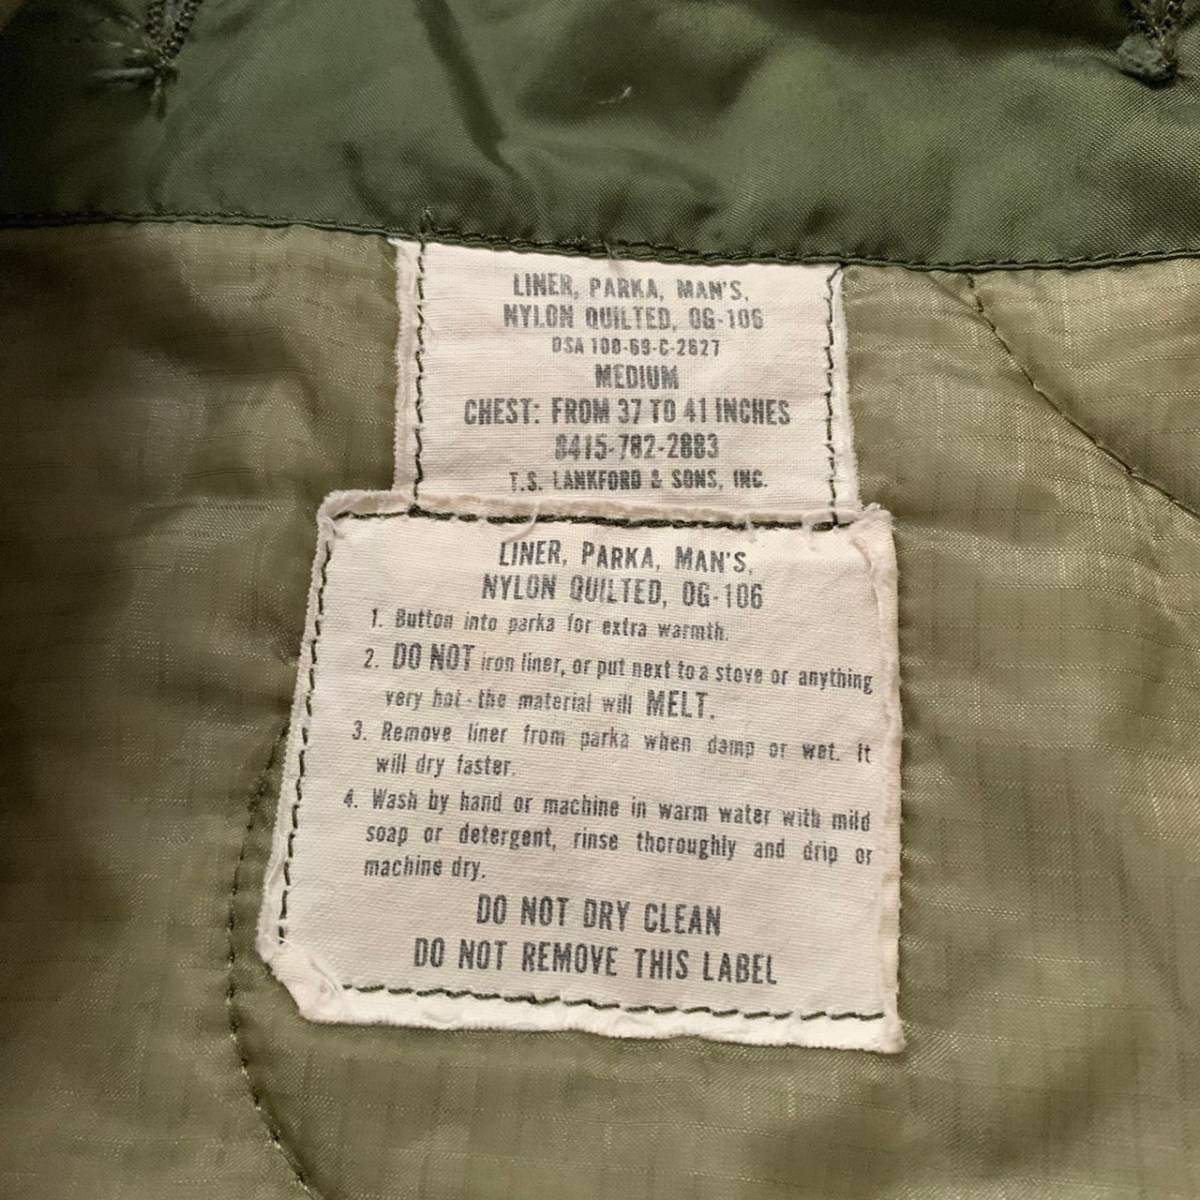 LINER, PARKA, MAN'S,
NYLON QUILTED, OG-106
DSA 100-69-C-2627
MEDIUM
CHEST: FROM 37 TO 41 INCHES
8415-782-2883
T.S. LANKFORD & SONS, INC.
LINER, PARKA, MAN'S,
NYLON QUILTED, OG-106
1. Button into parka for extra warmth.
2. DO NOT iron liner, or put next to a stove or anything
very hot - the material will MELT.
3. Remove liner from parka when damp or wet. It
will dry faster.
4. Wash by hand or machine in warm water with mild
soap or detergent, rinse thoroughly and drip or
machine dry.
DO NOT DRY CLEAN
DO NOT REMOVE THIS LABEL